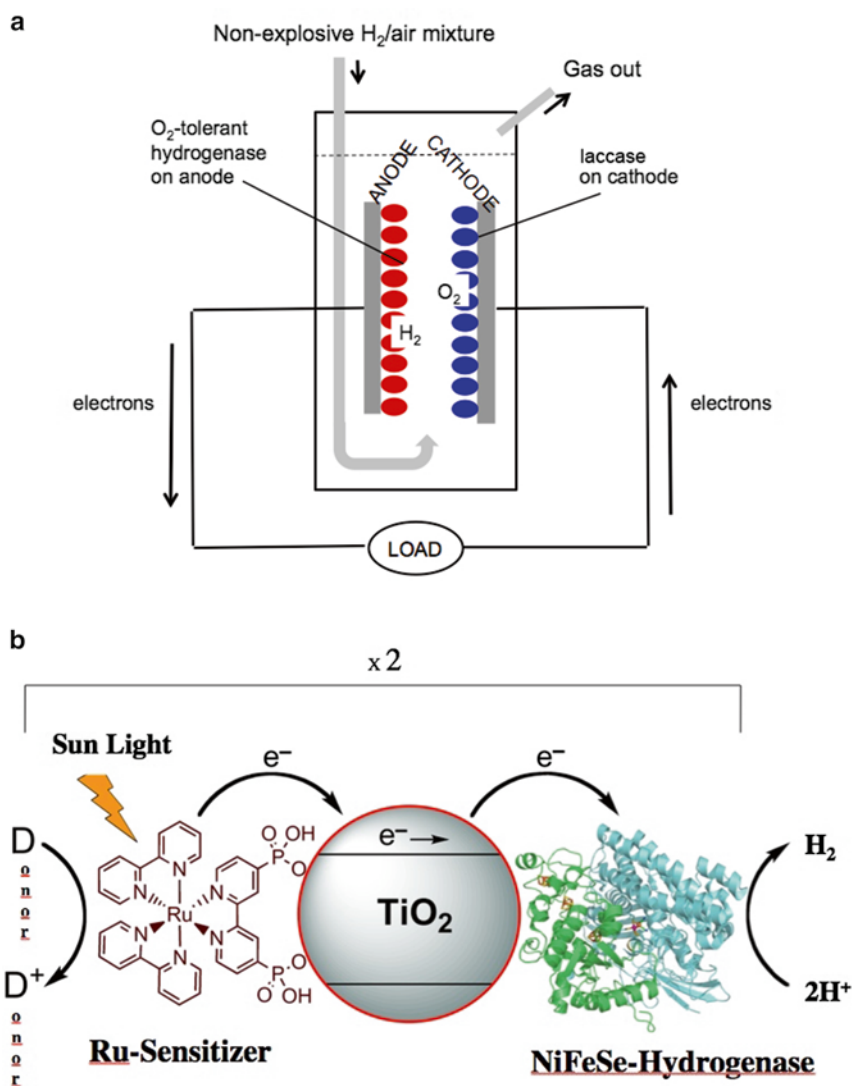 a
Non-explosive H₂/air mixture
Gas out
O₂-tolerant
hydrogenase
on anode
ANODE
CATHODE
laccase
on cathode
O₂
H₂
electrons
electrons
LOAD
b
x 2
Sun Light
e⁻
e⁻
D
o
n
o
r
D⁺
o
n
o
r
N
N
N
N
N
N
Ru
O
OH
P
O
O
P
O
OH
e⁻→
TiO₂
H₂
2H⁺
Ru-Sensitizer
NiFeSe-Hydrogenase